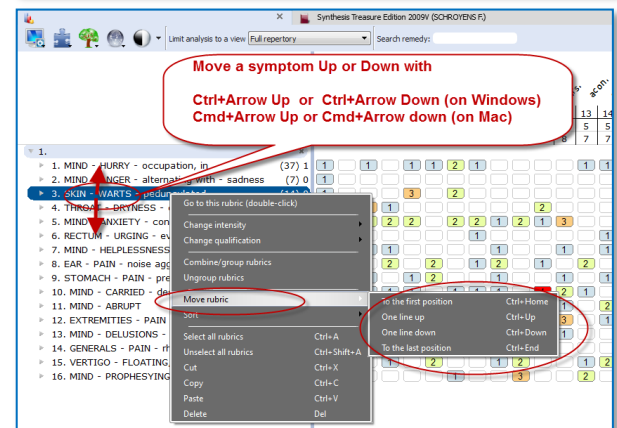 Synthesis Treasure Edition 2009V (SCHROYENS F.)
Limit analysis to a view Full repertory Search remedy:
Move a symptom Up or Down with
Ctrl+Arrow Up or Ctrl+Arrow Down (on Windows)
Cmd+Arrow Up or Cmd+Arrow down (on Mac)
acon.
13 14
5 5
8 7 7
1.
1. MIND - HURRY - occupation, in (37) 1
2. MIND - ANGER - alternating with - sadness (7) 0
3. SKIN - WARTS - pedunculated
4. THROAT - DRYNESS -
5. MIND - ANXIETY - con
6. RECTUM - URGING - ev
7. MIND - HELPLESSNESS
8. EAR - PAIN - noise agg
9. STOMACH - PAIN - pre
10. MIND - CARRIED - de
11. MIND - ABRUPT
12. EXTREMITIES - PAIN
13. MIND - DELUSIONS -
14. GENERALS - PAIN - rh
15. VERTIGO - FLOATING,
16. MIND - PROPHESYING
Go to this rubric (double-click)
Change intensity
Change qualification
Combine/group rubrics
Ungroup rubrics
Move rubric
Sort
Select all rubrics Ctrl+A
Unselect all rubrics Ctrl+Shift+A
Cut Ctrl+X
Copy Ctrl+C
Paste Ctrl+V
Delete Del
To the first position Ctrl+Home
One line up Ctrl+Up
One line down Ctrl+Down
To the last position Ctrl+End